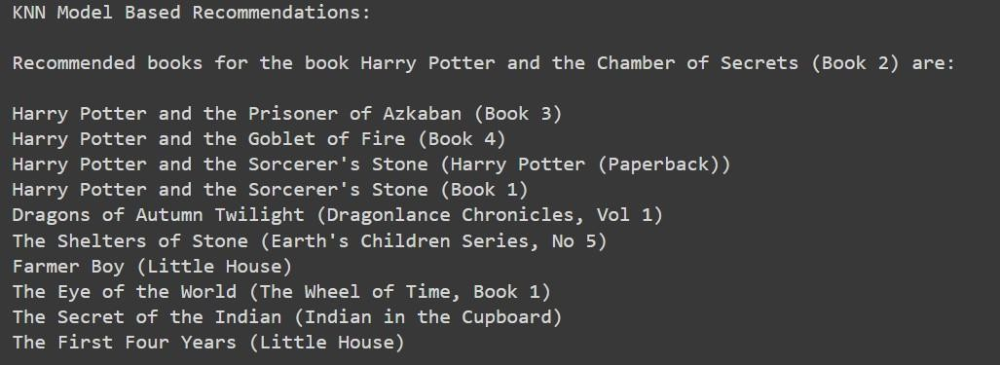 KNN Model Based Recommendations:
Recommended books for the book Harry Potter and the Chamber of Secrets (Book 2) are:
Harry Potter and the Prisoner of Azkaban (Book 3)
Harry Potter and the Goblet of Fire (Book 4)
Harry Potter and the Sorcerer's Stone (Harry Potter (Paperback))
Harry Potter and the Sorcerer's Stone (Book 1)
Dragons of Autumn Twilight (Dragonlance Chronicles, Vol 1)
The Shelters of Stone (Earth's Children Series, No 5)
Farmer Boy (Little House)
The Eye of the World (The Wheel of Time, Book 1)
The Secret of the Indian (Indian in the Cupboard)
The First Four Years (Little House)